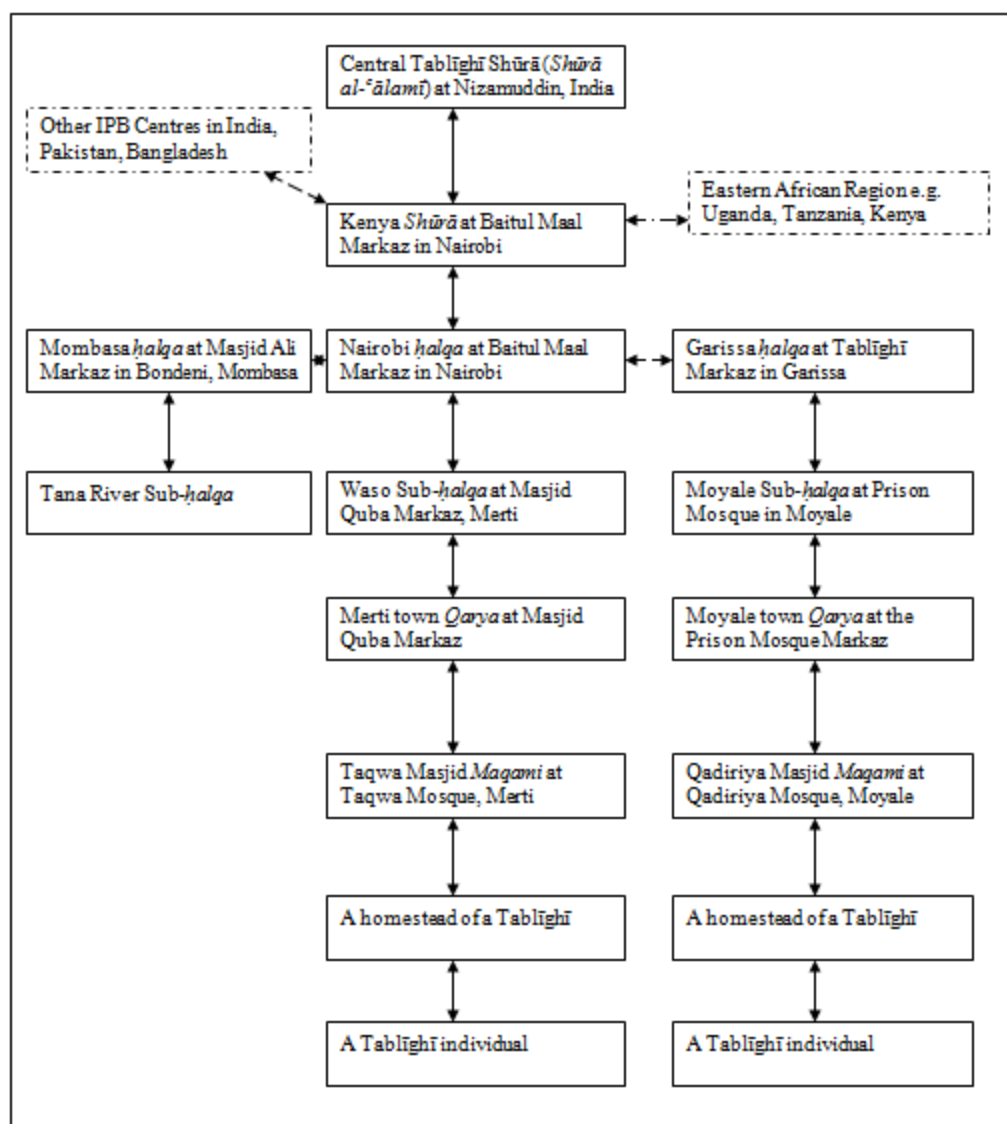 Central Tablīghī Shūrā (Shūrā
al-ʿālamī) at Nizamuddin, India
Other IPB Centres in India,
Pakistan, Bangladesh
Eastern African Region e.g.
Uganda, Tanzania, Kenya
Kenya Shūrā at Baitul Maal
Markaz in Nairobi
Mombasa ḥalqa at Masjid Ali
Markaz in Bondeni, Mombasa
Nairobi ḥalqa at Baitul Maal
Markaz in Nairobi
Garissa ḥalqa at Tablīghī
Markaz in Garissa
Tana River Sub-ḥalqa
Waso Sub-ḥalqa at Masjid
Quba Markaz, Merti
Moyale Sub-ḥalqa at Prison
Mosque in Moyale
Merti town Qarya at Masjid
Quba Markaz
Moyale town Qarya at the
Prison Mosque Markaz
Taqwa Masjid Maqami at
Taqwa Mosque, Merti
Qadiriya Masjid Maqami at
Qadiriya Mosque, Moyale
A homestead of a Tablīghī
A homestead of a Tablīghī
A Tablīghī individual
A Tablīghī individual